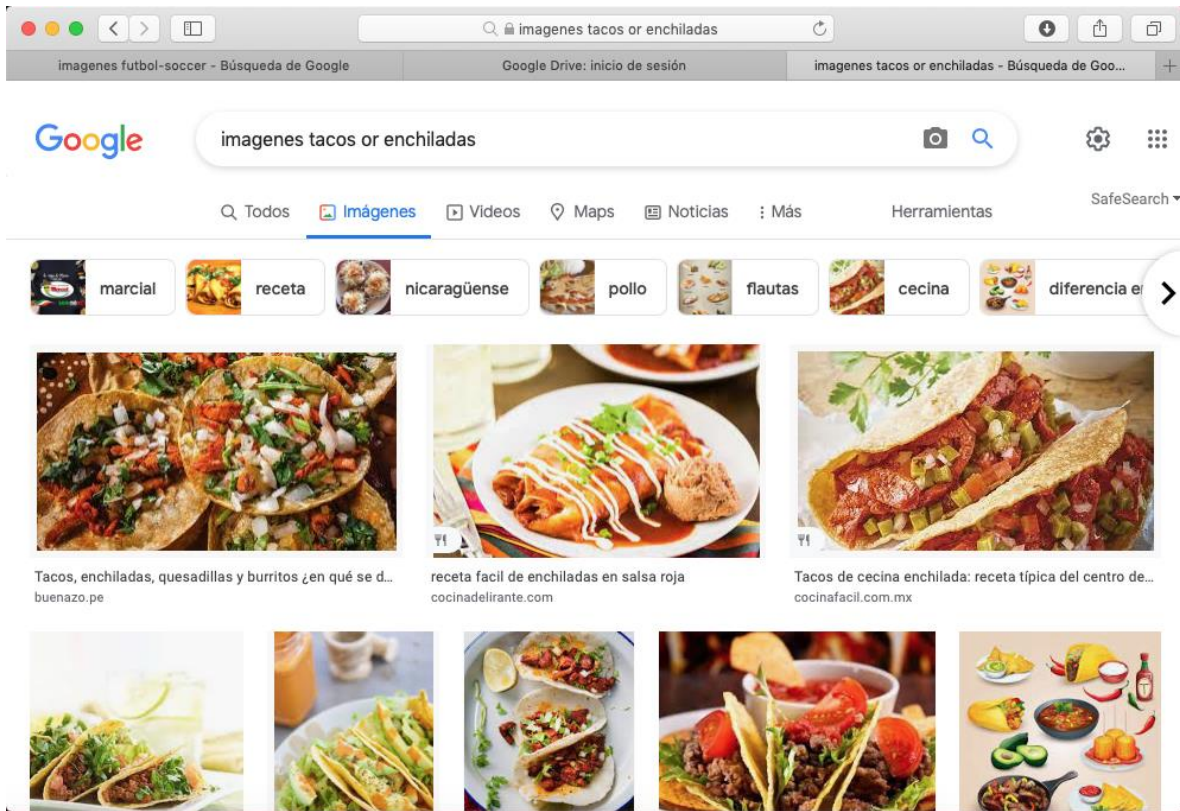 imagenes tacos or enchiladas
imagenes futbol-soccer - Búsqueda de Google
Google Drive: inicio de sesión
imagenes tacos or enchiladas - Búsqueda de Goo...
Google
imagenes tacos or enchiladas
Todos
Imágenes
Videos
Maps
Noticias
Más
Herramientas
SafeSearch
marcial
receta
nicaragüense
pollo
flautas
cecina
diferencia e
Tacos, enchiladas, quesadillas y burritos ¿en qué se d...
buenazo.pe
receta facil de enchiladas en salsa roja
cocinadelirante.com
Tacos de cecina enchilada: receta típica del centro de...
cocinafacil.com.mx